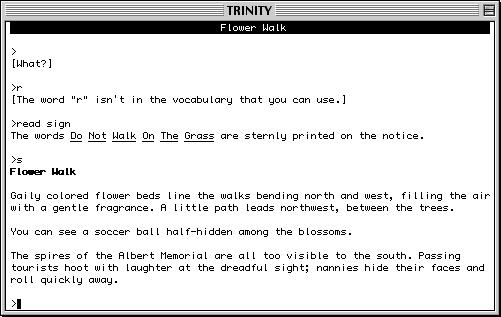 TRINITY
Flower Walk
>
[What?]
>r
[The word "r" isn't in the vocabulary that you can use.]
>read sign
The words Do Not Walk On The Grass are sternly printed on the notice.
>s
Flower Walk
Gaily colored flower beds line the walks bending north and west, filling the air
with a gentle fragrance. A little path leads northwest, between the trees.
You can see a soccer ball half-hidden among the blossoms.
The spires of the Albert Memorial are all too visible to the south. Passing
tourists hoot with laughter at the dreadful sight; nannies hide their faces and
roll quickly away.
>